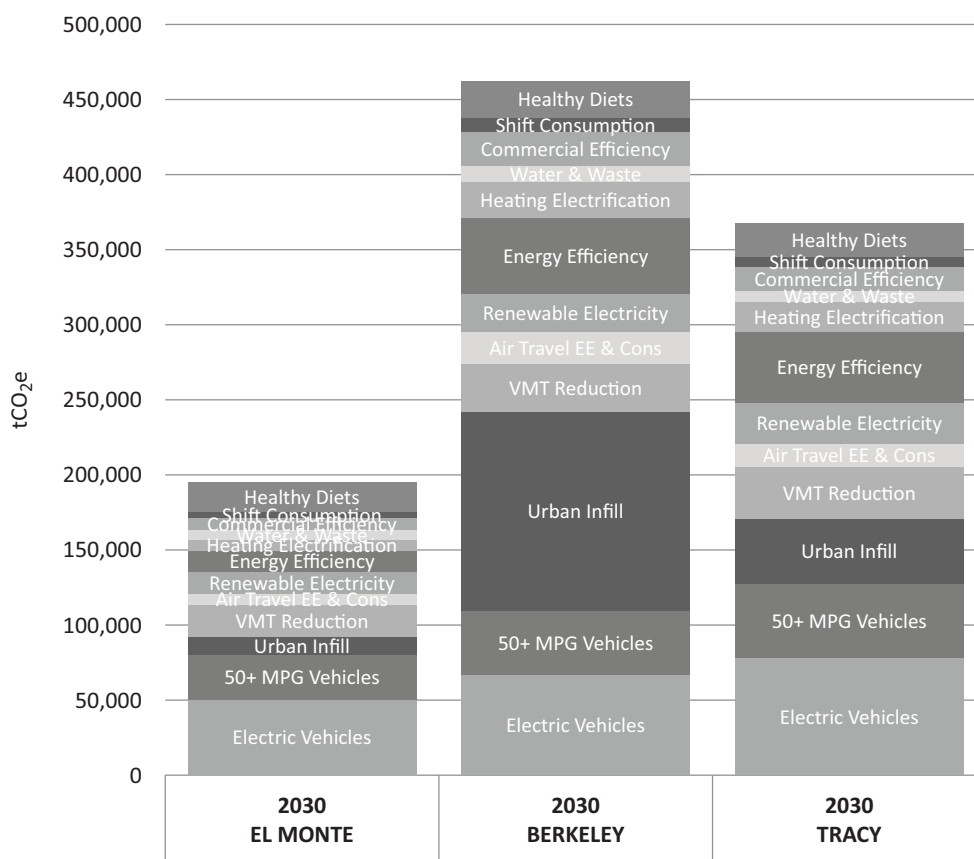 500,000
450,000
400,000
350,000
300,000
250,000
200,000
150,000
100,000
50,000
0
tCO₂e
Healthy Diets
Shift Consumption
Commercial Efficiency
Water & Waste
Heating Electrification
Energy Efficiency
Renewable Electricity
Air Travel EE & Cons
VMT Reduction
Urban Infill
50+ MPG Vehicles
Electric Vehicles
2030
EL MONTE
Healthy Diets
Shift Consumption
Commercial Efficiency
Water & Waste
Heating Electrification
Energy Efficiency
Renewable Electricity
Air Travel EE & Cons
VMT Reduction
Urban Infill
50+ MPG Vehicles
Electric Vehicles
2030
BERKELEY
Healthy Diets
Shift Consumption
Commercial Efficiency
Water & Waste
Heating Electrification
Energy Efficiency
Renewable Electricity
Air Travel EE & Cons
VMT Reduction
Urban Infill
50+ MPG Vehicles
Electric Vehicles
2030
TRACY